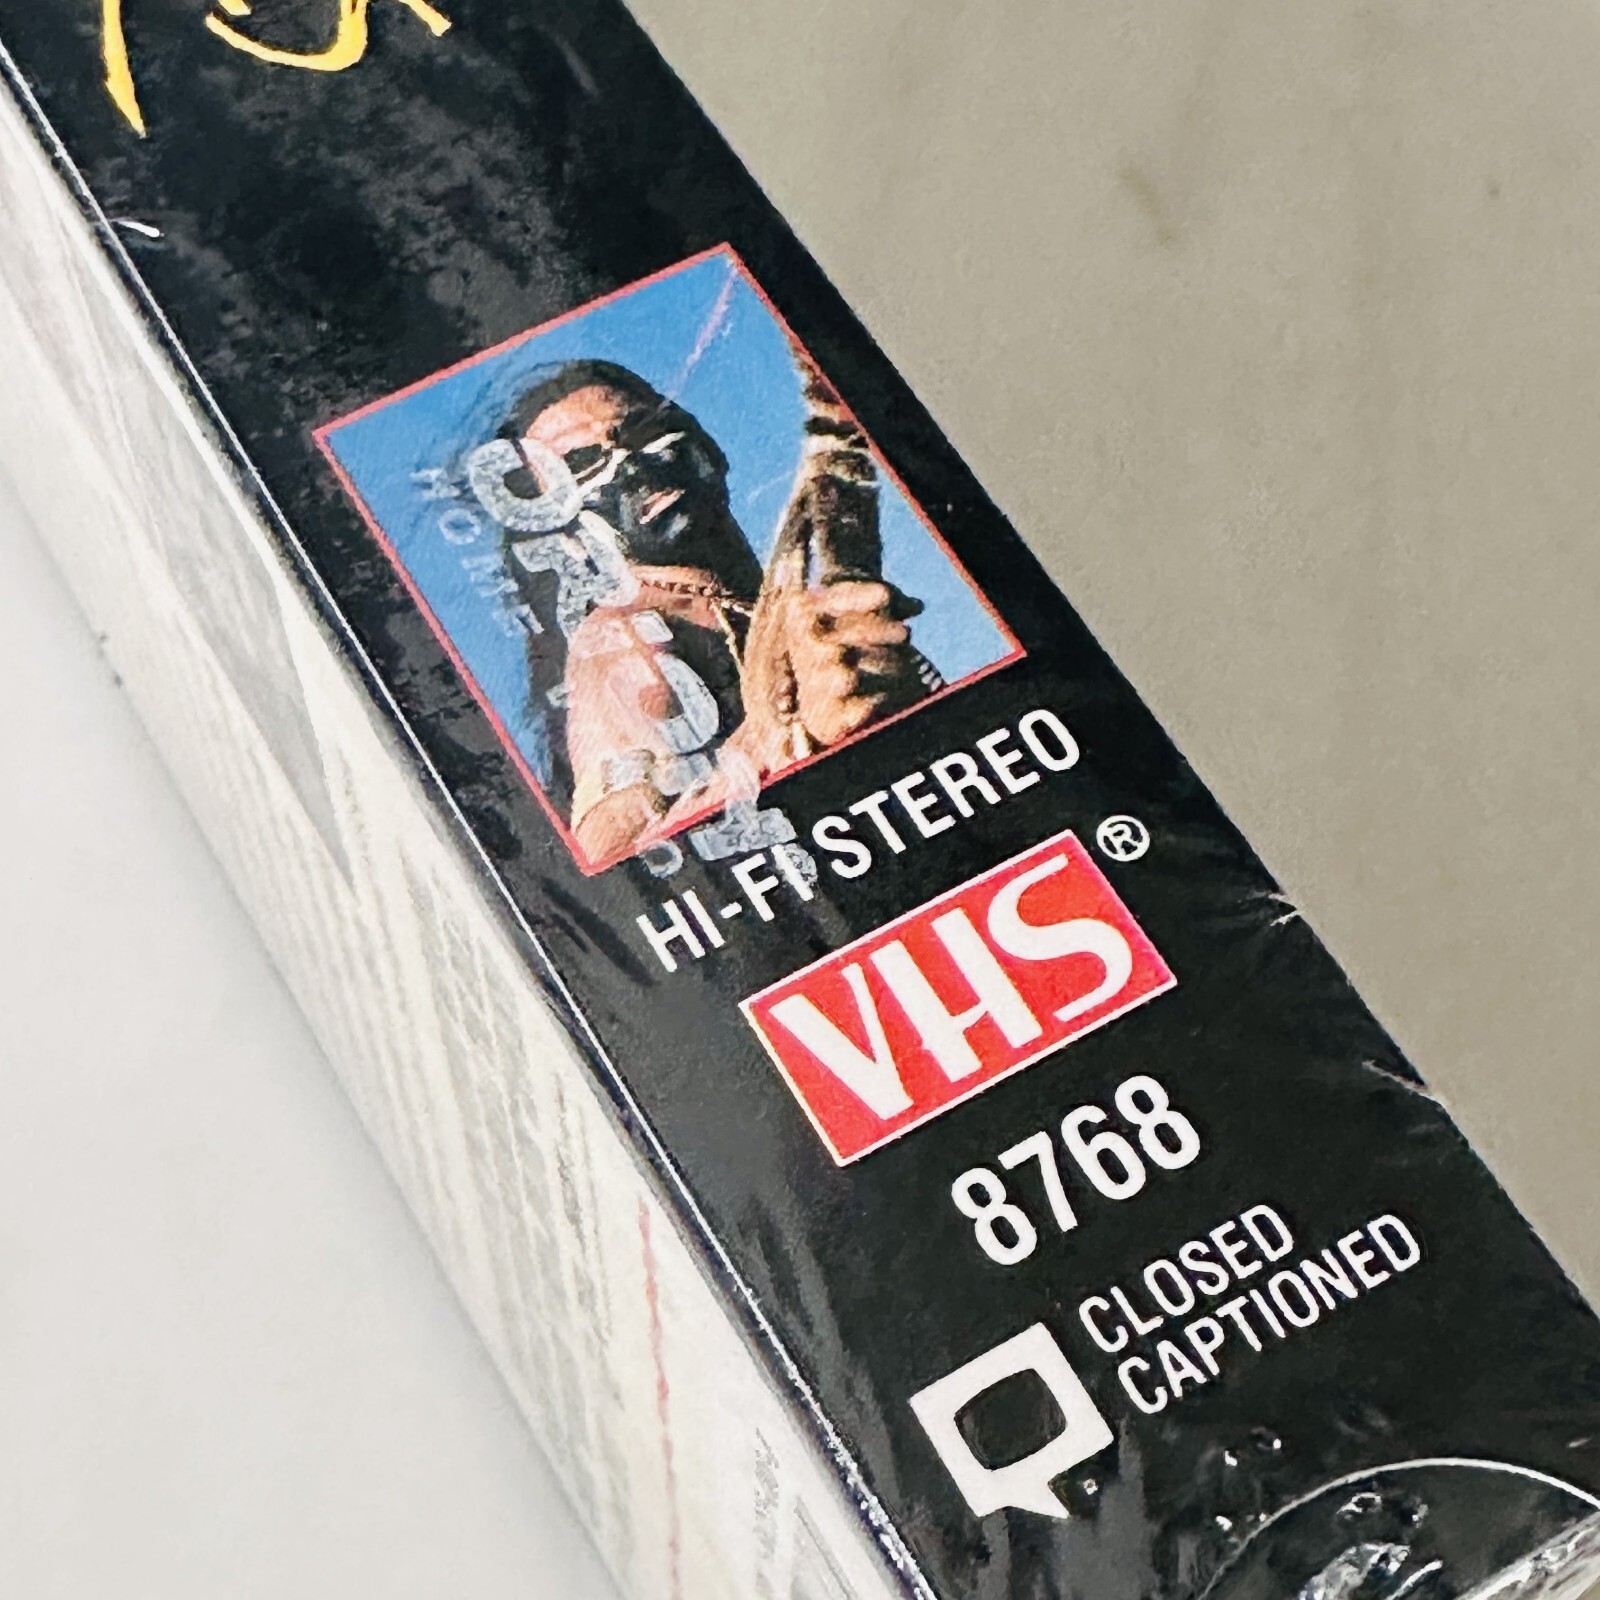 HI-FI STEREO
VHS®
8768
CLOSED
CAPTIONED